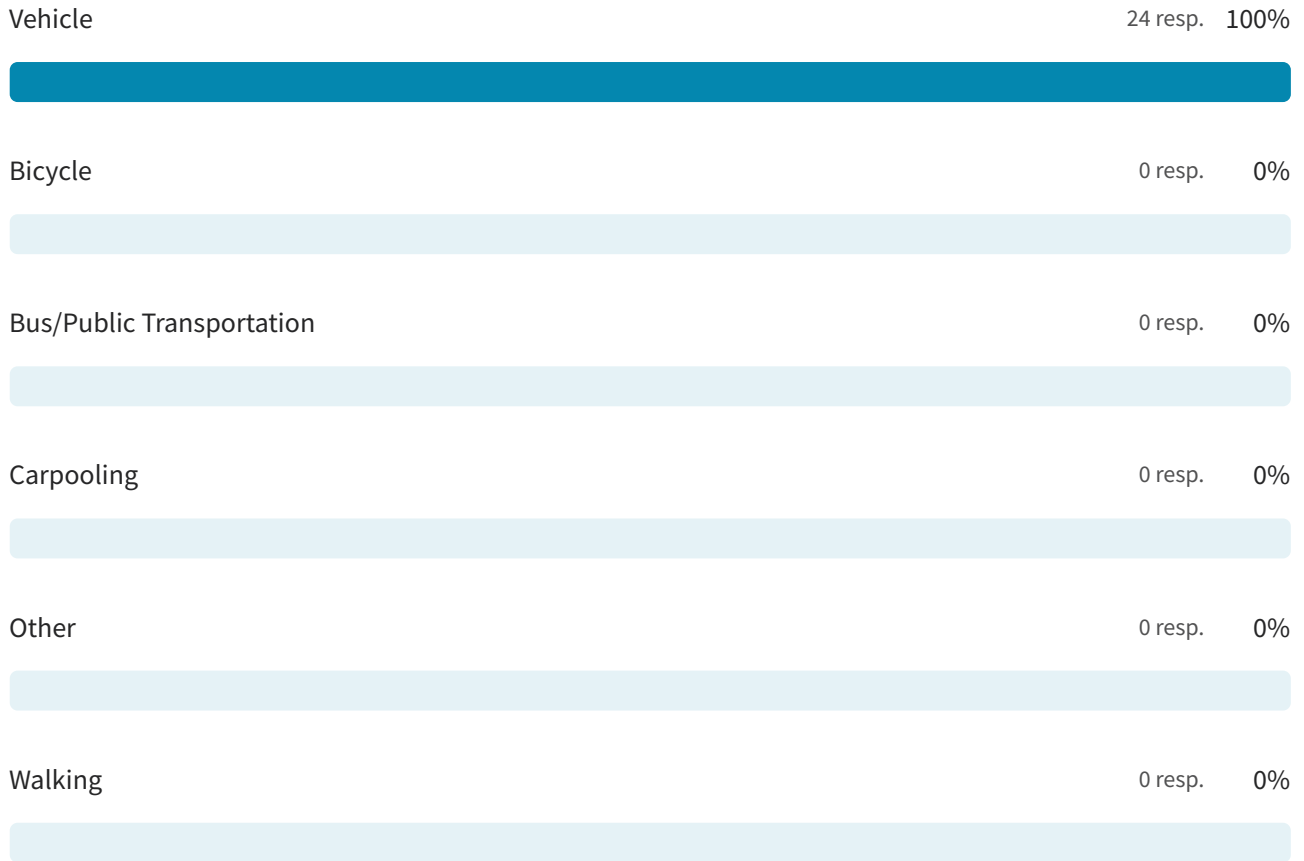 Vehicle 24 resp. 100%
Bicycle 0 resp. 0%
Bus/Public Transportation 0 resp. 0%
Carpooling 0 resp. 0%
Other 0 resp. 0%
Walking 0 resp. 0%